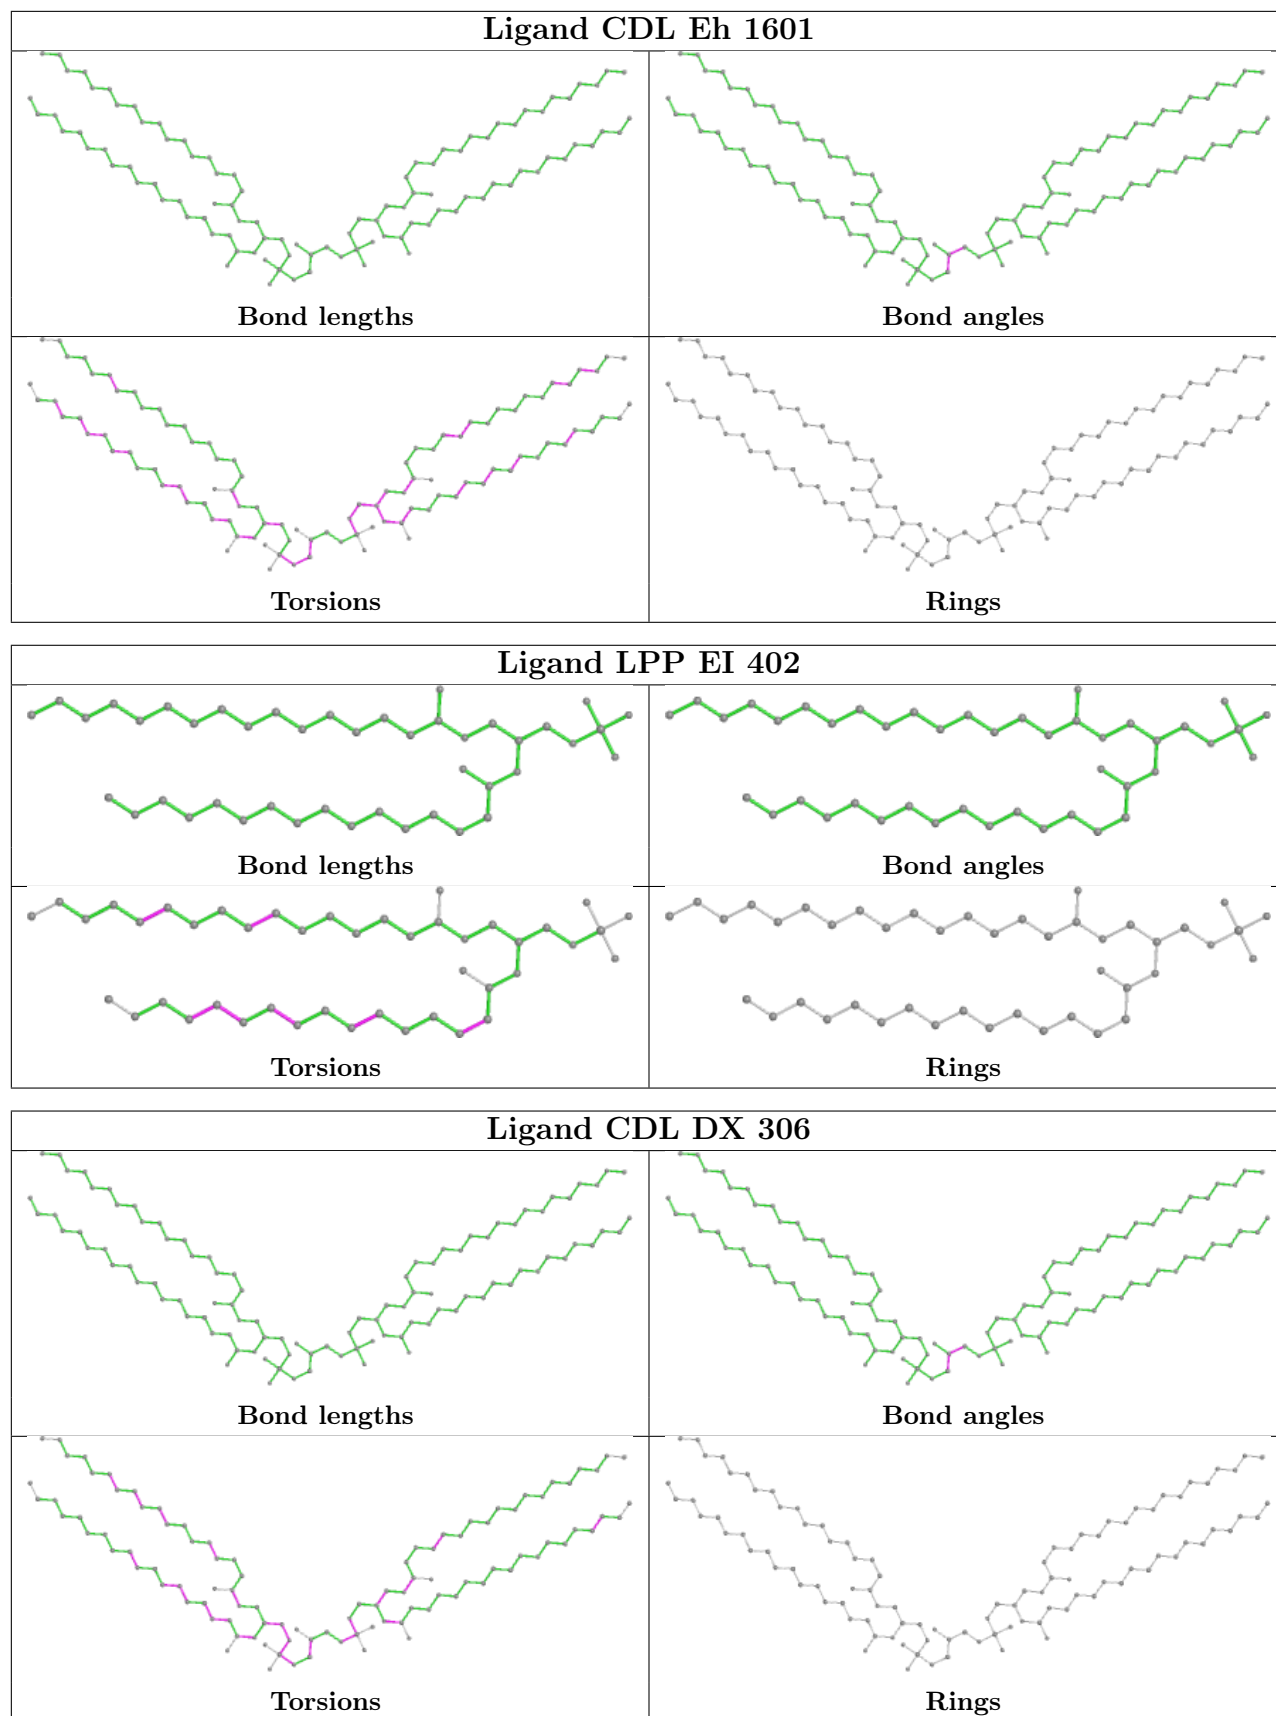 Ligand CDL Eh 1601
Bond lengths
Bond angles
Torsions
Rings
Ligand LPP EI 402
Bond lengths
Bond angles
Torsions
Rings
Ligand CDL DX 306
Bond lengths
Bond angles
Torsions
Rings